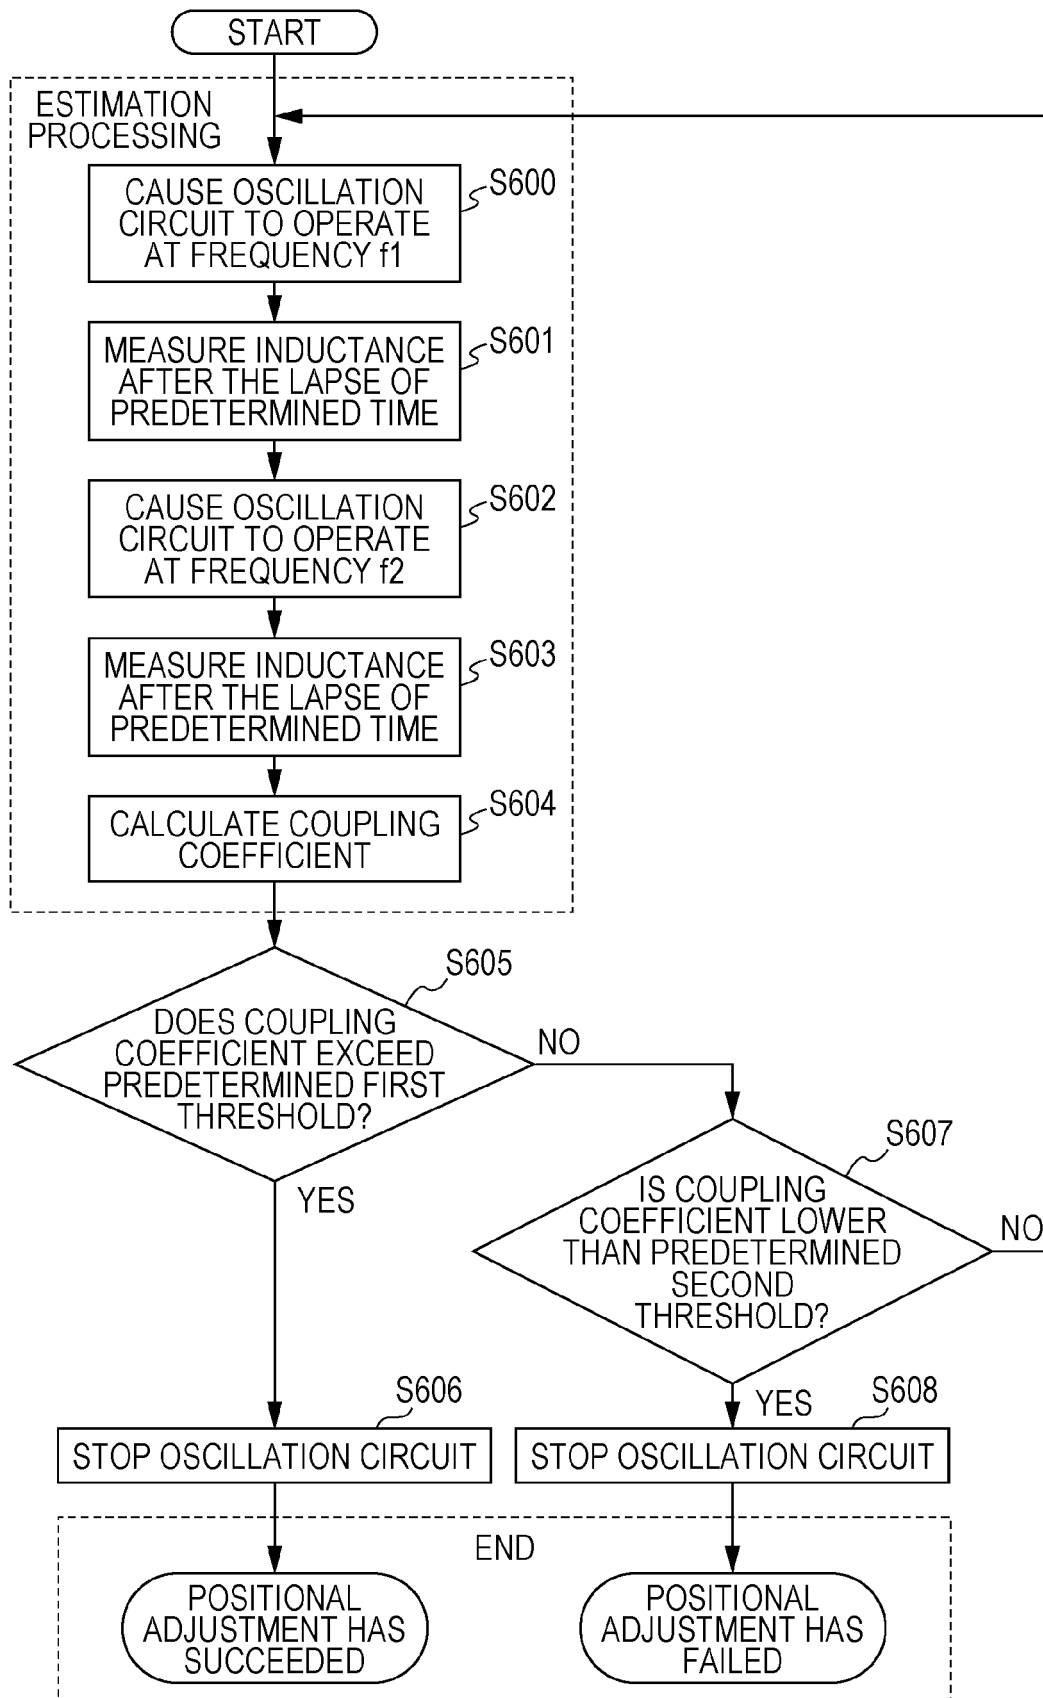 START
ESTIMATION
PROCESSING
CAUSE OSCILLATION
CIRCUIT TO OPERATE
AT FREQUENCY f1
S600
MEASURE INDUCTANCE
AFTER THE LAPSE OF
PREDETERMINED TIME
S601
CAUSE OSCILLATION
CIRCUIT TO OPERATE
AT FREQUENCY f2
S602
MEASURE INDUCTANCE
AFTER THE LAPSE OF
PREDETERMINED TIME
S603
CALCULATE COUPLING
COEFFICIENT
S604
DOES COUPLING
COEFFICIENT EXCEED
PREDETERMINED FIRST
THRESHOLD?
S605
NO
YES
IS COUPLING
COEFFICIENT LOWER
THAN PREDETERMINED
SECOND
THRESHOLD?
S607
NO
YES
STOP OSCILLATION CIRCUIT
S606
STOP OSCILLATION CIRCUIT
S608
END
POSITIONAL
ADJUSTMENT HAS
SUCCEEDED
POSITIONAL
ADJUSTMENT HAS
FAILED